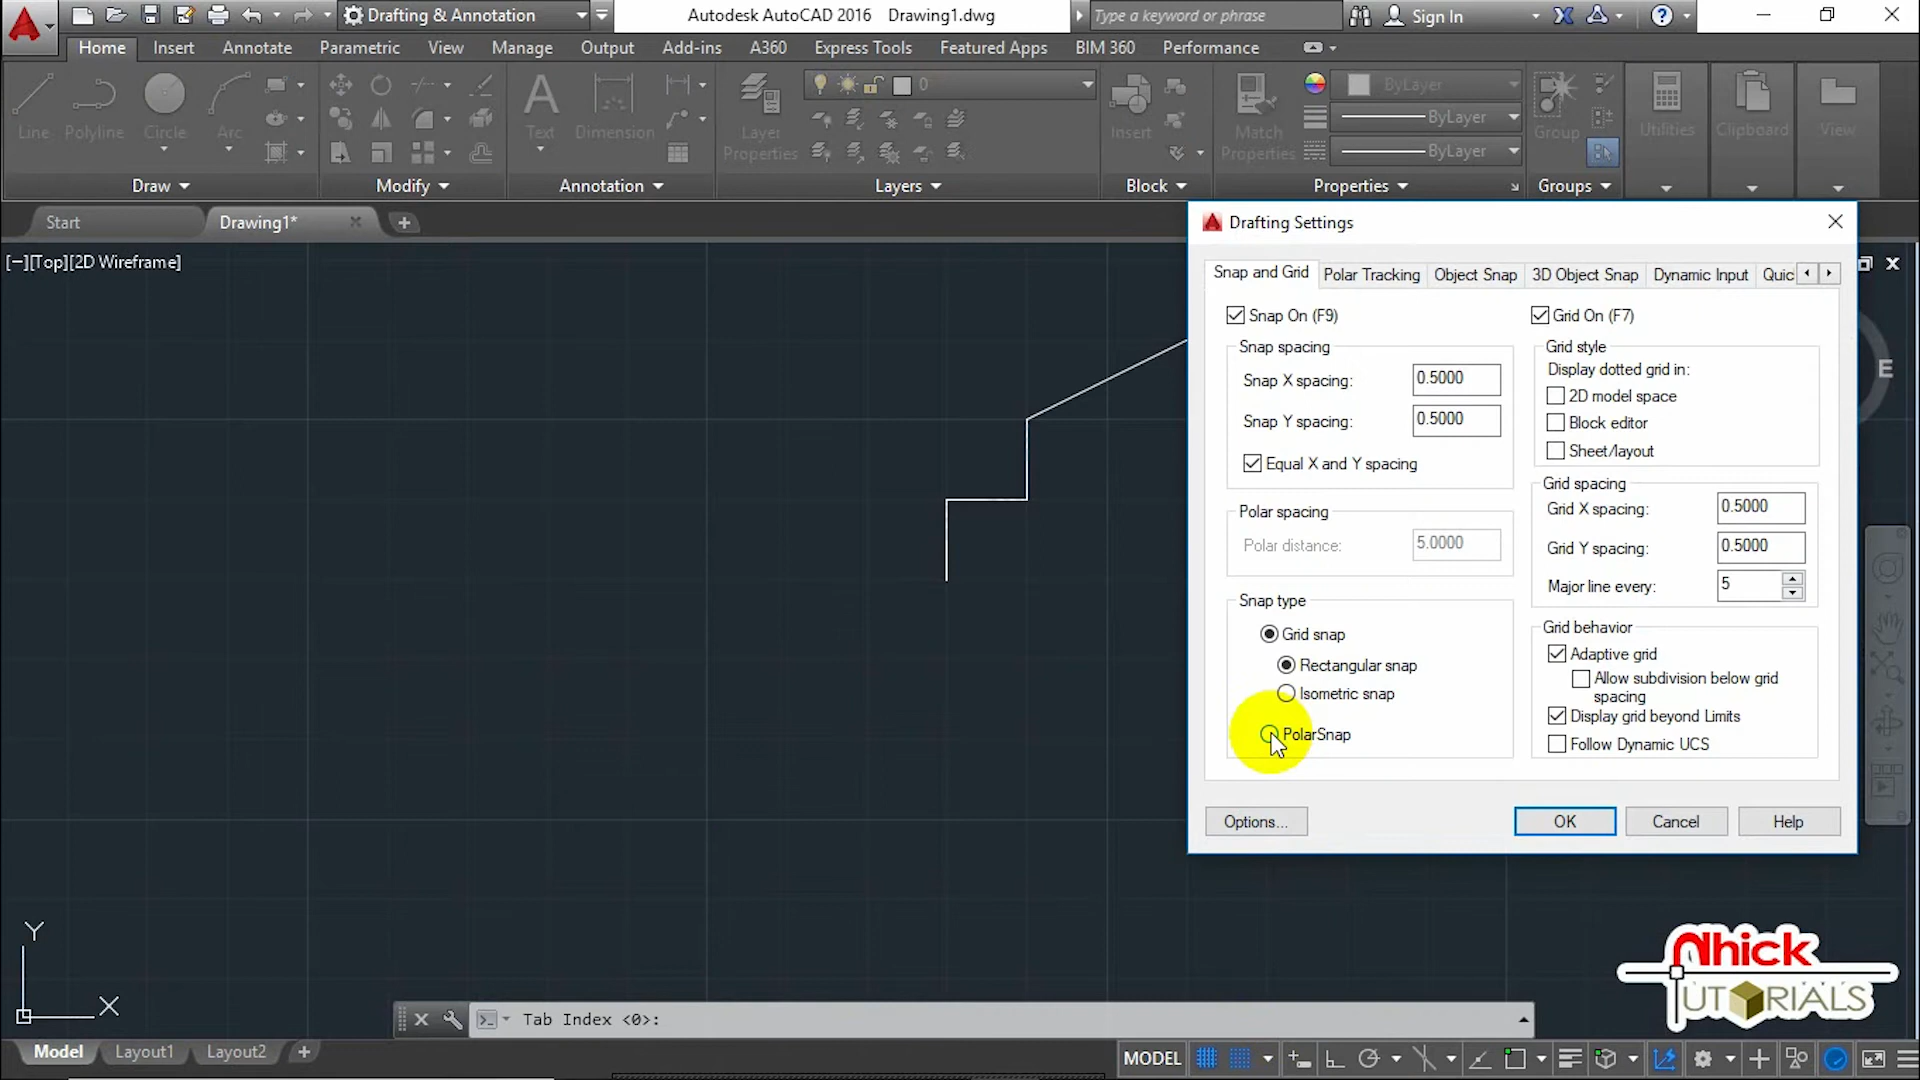 Drafting & Annotation
Autodesk AutoCAD 2016 Drawing1.dwg
Type a keyword or phrase
Sign In
Home Insert Annotate Parametric View Manage Output Add-ins A360 Express Tools Featured Apps BIM 360 Performance
Line Polyline Circle Arc
Text Dimension
Layer Properties
0
Insert
Match Properties
ByLayer
ByLayer
ByLayer
Group
Utilities
Clipboard
View
Draw Modify Annotation Layers Block Properties Groups
Start Drawing1*
[−][Top][2D Wireframe]
E
Drafting Settings
Snap and Grid Polar Tracking Object Snap 3D Object Snap Dynamic Input Quic
Snap On (F9)
Snap spacing
Snap X spacing: 0.5000
Snap Y spacing: 0.5000
Equal X and Y spacing
Polar spacing
Polar distance: 5.0000
Snap type
Grid snap
Rectangular snap
Isometric snap
PolarSnap
Grid On (F7)
Grid style
Display dotted grid in:
2D model space
Block editor
Sheet/layout
Grid spacing
Grid X spacing: 0.5000
Grid Y spacing: 0.5000
Major line every: 5
Grid behavior
Adaptive grid
Allow subdivision below grid
spacing
Display grid beyond Limits
Follow Dynamic UCS
Options... OK Cancel Help
Y
X
Nhick
TUTORIALS
Tab Index <0>:
Model Layout1 Layout2
MODEL